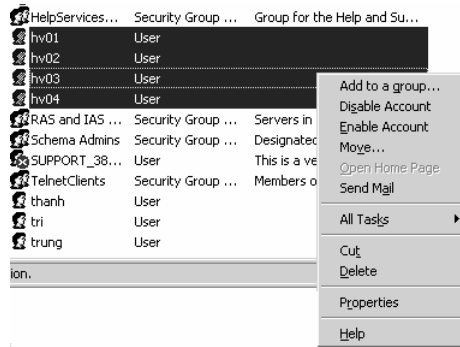 HelpServices... Security Group ... Group for the Help and Su...
hv01 User
hv02 User
hv03 User
hv04 User
RAS and IAS ... Security Group ... Servers in
Schema Admins Security Group ... Designated
SUPPORT_38... User This is a ve
TelnetClients Security Group ... Members o
thanh User
tri User
trung User
ion.
Add to a group...
Disable Account
Enable Account
Move...
Open Home Page
Send Mail
All Tasks
Cut
Delete
Properties
Help